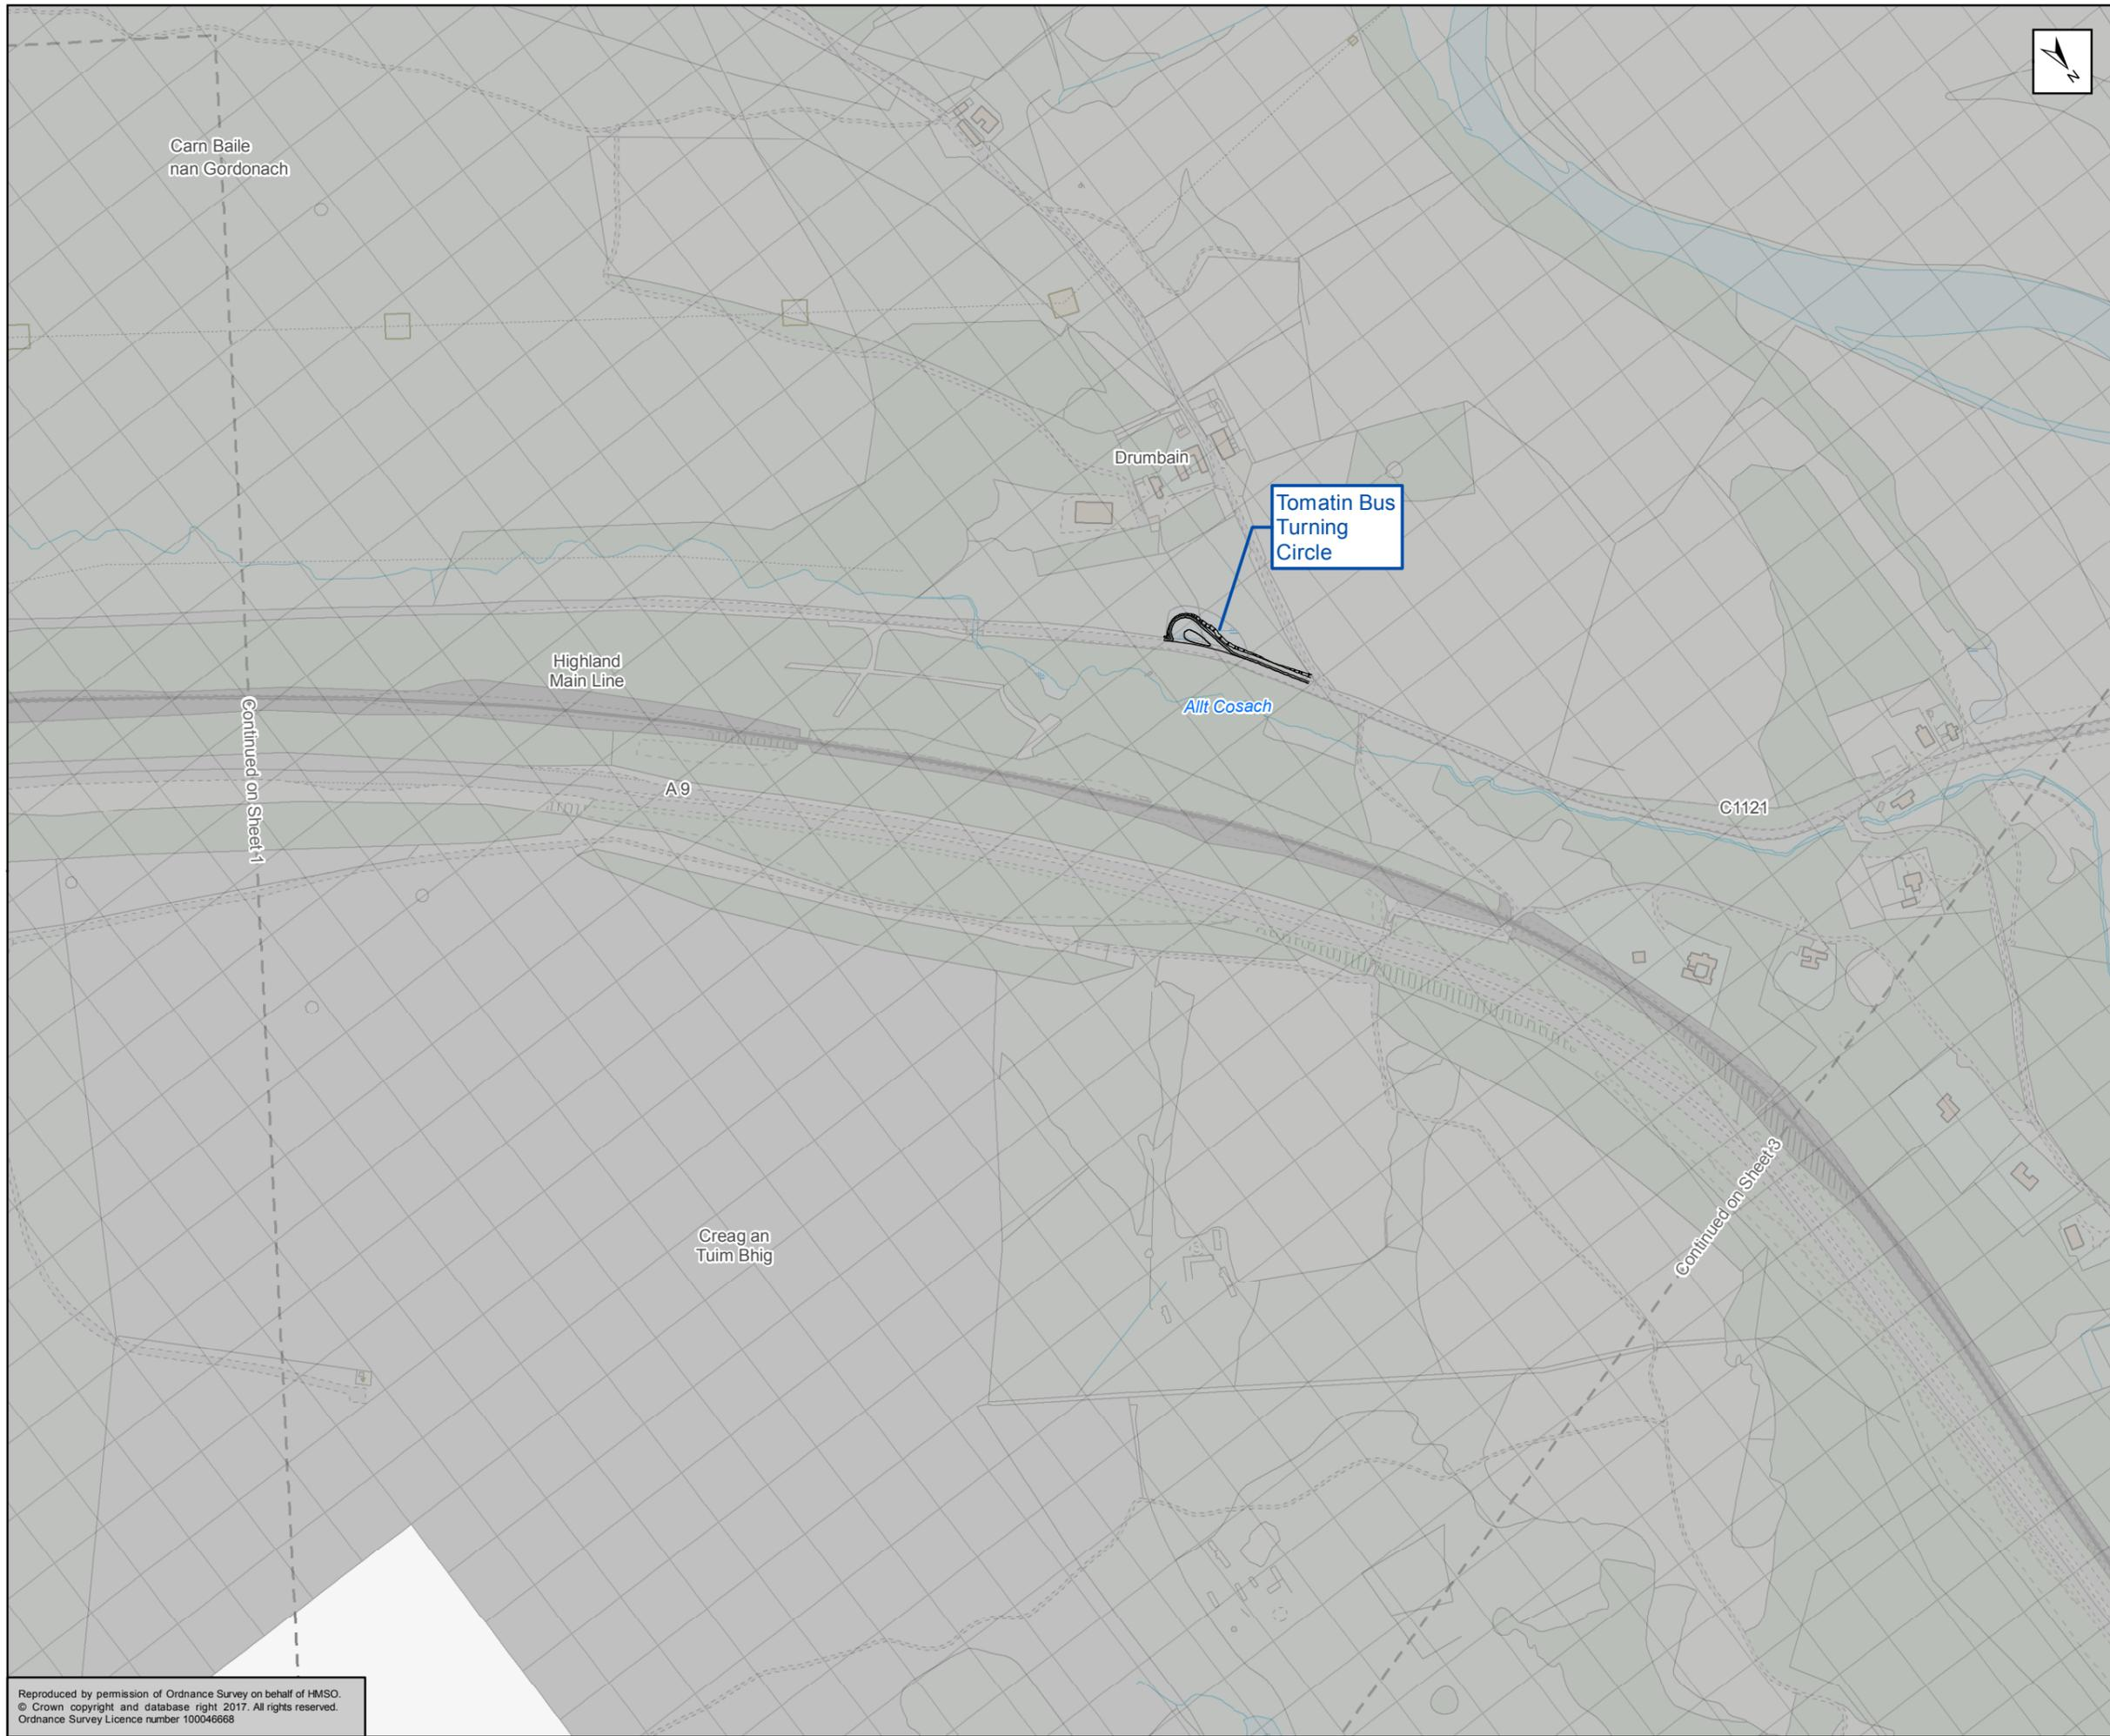 N
Carn Baile
nan Gordonach
Drumbain
Tomatin Bus
Turning
Circle
Highland
Main Line
Allt Cosach
Continued on Sheet 1
A 9
C1121
Continued on Sheet 3
Creag an
Tuim Bhig
Reproduced by permission of Ordnance Survey on behalf of HMSO.
© Crown copyright and database right 2017. All rights reserved.
Ordnance Survey Licence number 100046668